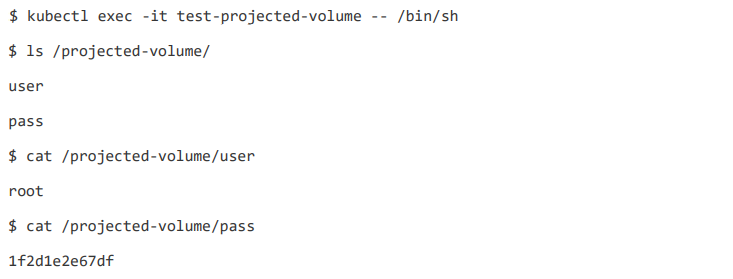 $ kubectl exec -it test-projected-volume -- /bin/sh
$ ls /projected-volume/
user
pass
$ cat /projected-volume/user
root
$ cat /projected-volume/pass
1f2d1e2e67df